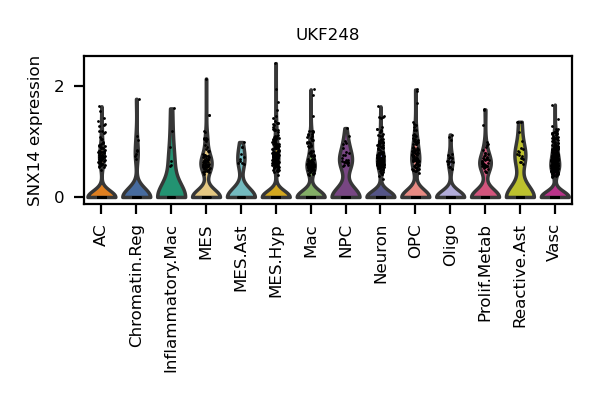 UKF248
SNX14 expression
2
0
AC
Chromatin.Reg
Inflammatory.Mac
MES
MES.Ast
MES.Hyp
Mac
NPC
Neuron
OPC
Oligo
Prolif.Metab
Reactive.Ast
Vasc